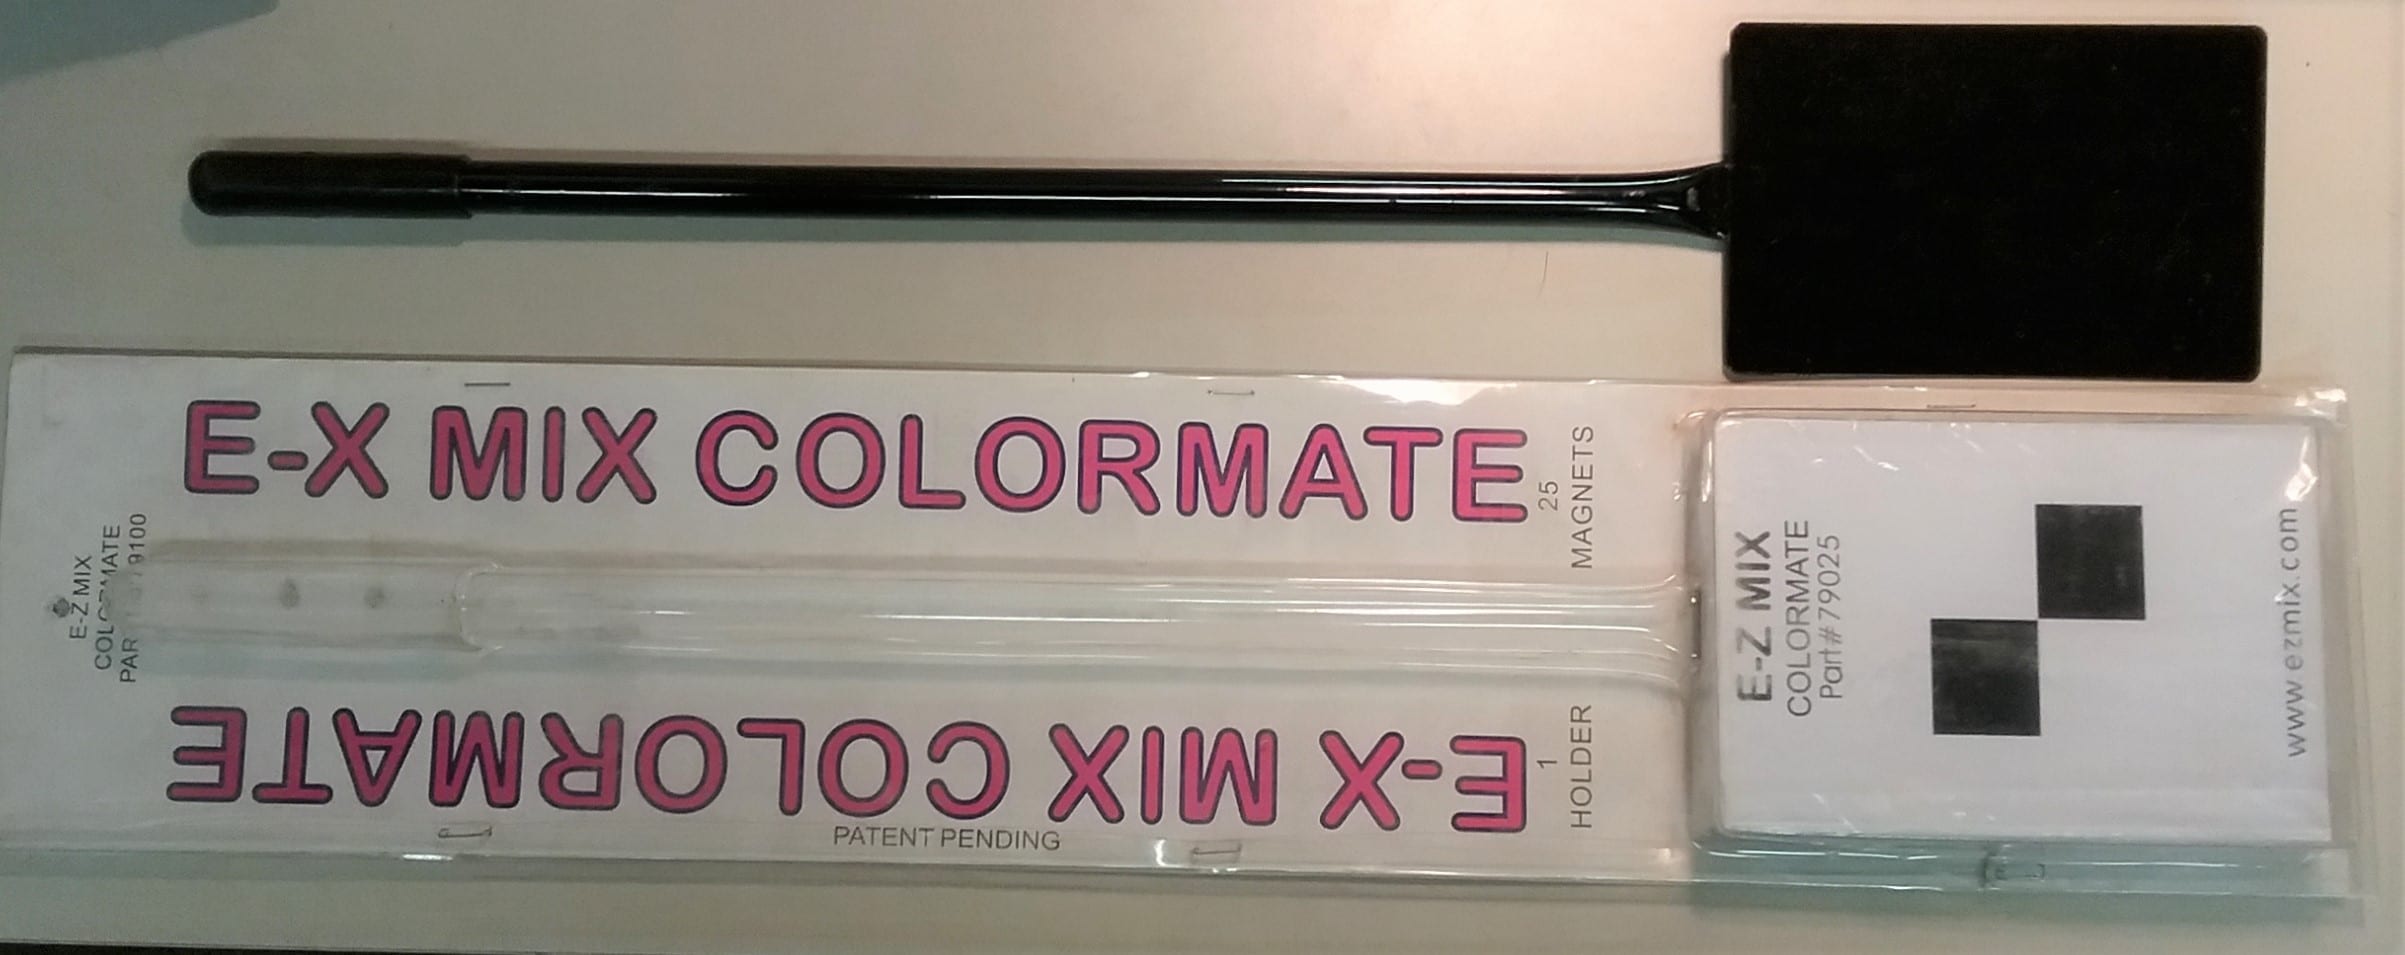 E-X MIX COLORMATE
E-Z MIX
COLORMATE
9100
25
MAGNETS
E-X MIX COLORMATE
1
HOLDER
PATENT PENDING
E-Z MIX
COLORMATE
Part#79025
www.ezmix.com